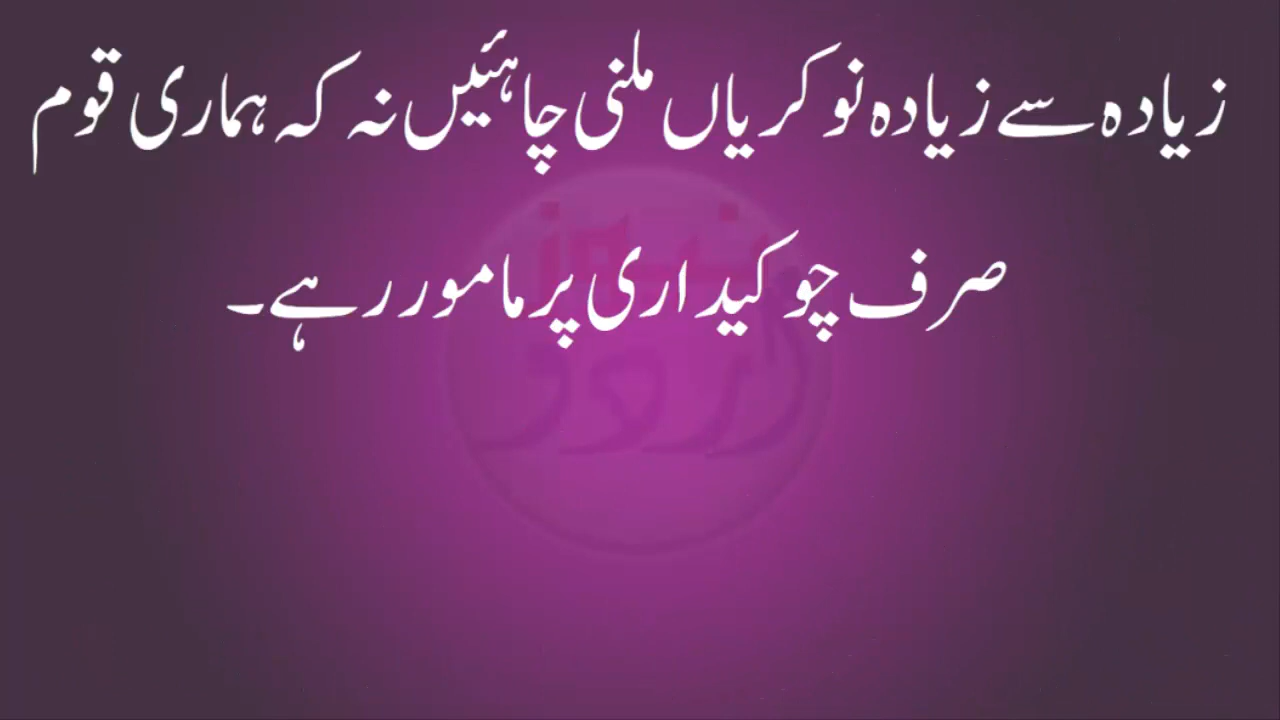 زیادہ سے زیادہ نوکریاں ملنی چاہئیں نہ کہ ہماری قوم
صرف چوکیداری پر مامور رہے۔